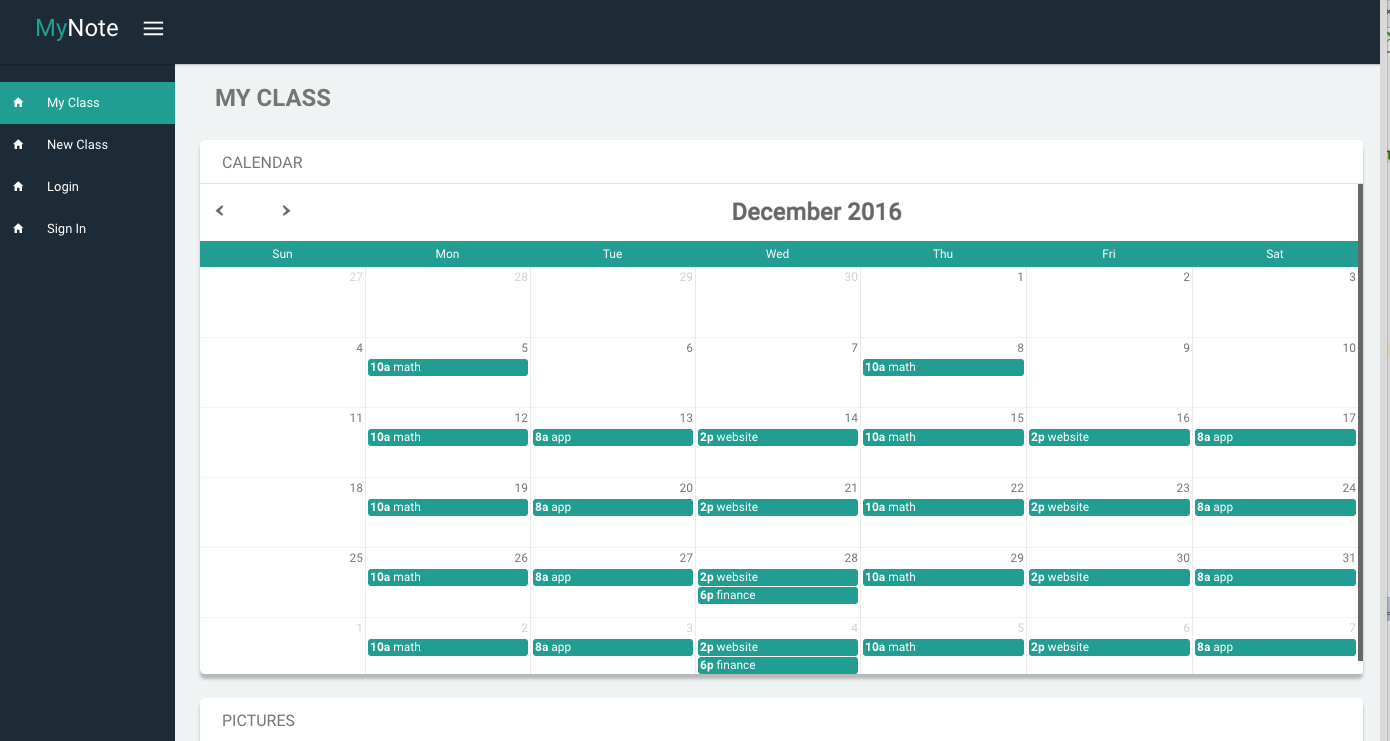 MyNote
My Class
New Class
Login
Sign In
MY CLASS
CALENDAR
December 2016
Sun Mon Tue Wed Thu Fri Sat
27 28 29 30 1 2 3
4 5 6 7 8 9 10
10a math 10a math
11 12 13 14 15 16 17
10a math 8a app 2p website 10a math 2p website 8a app
18 19 20 21 22 23 24
10a math 8a app 2p website 10a math 2p website 8a app
25 26 27 28 29 30 31
10a math 8a app 2p website 10a math 2p website 8a app
6p finance
1 2 3 4 5 6 7
10a math 8a app 2p website 10a math 2p website 8a app
6p finance
PICTURES